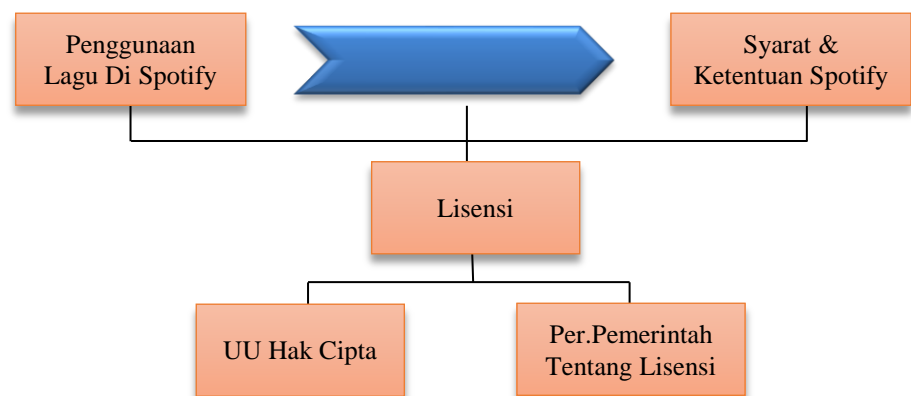 Penggunaan
Lagu Di Spotify
Syarat &
Ketentuan Spotify
Lisensi
UU Hak Cipta
Per.Pemerintah
Tentang Lisensi